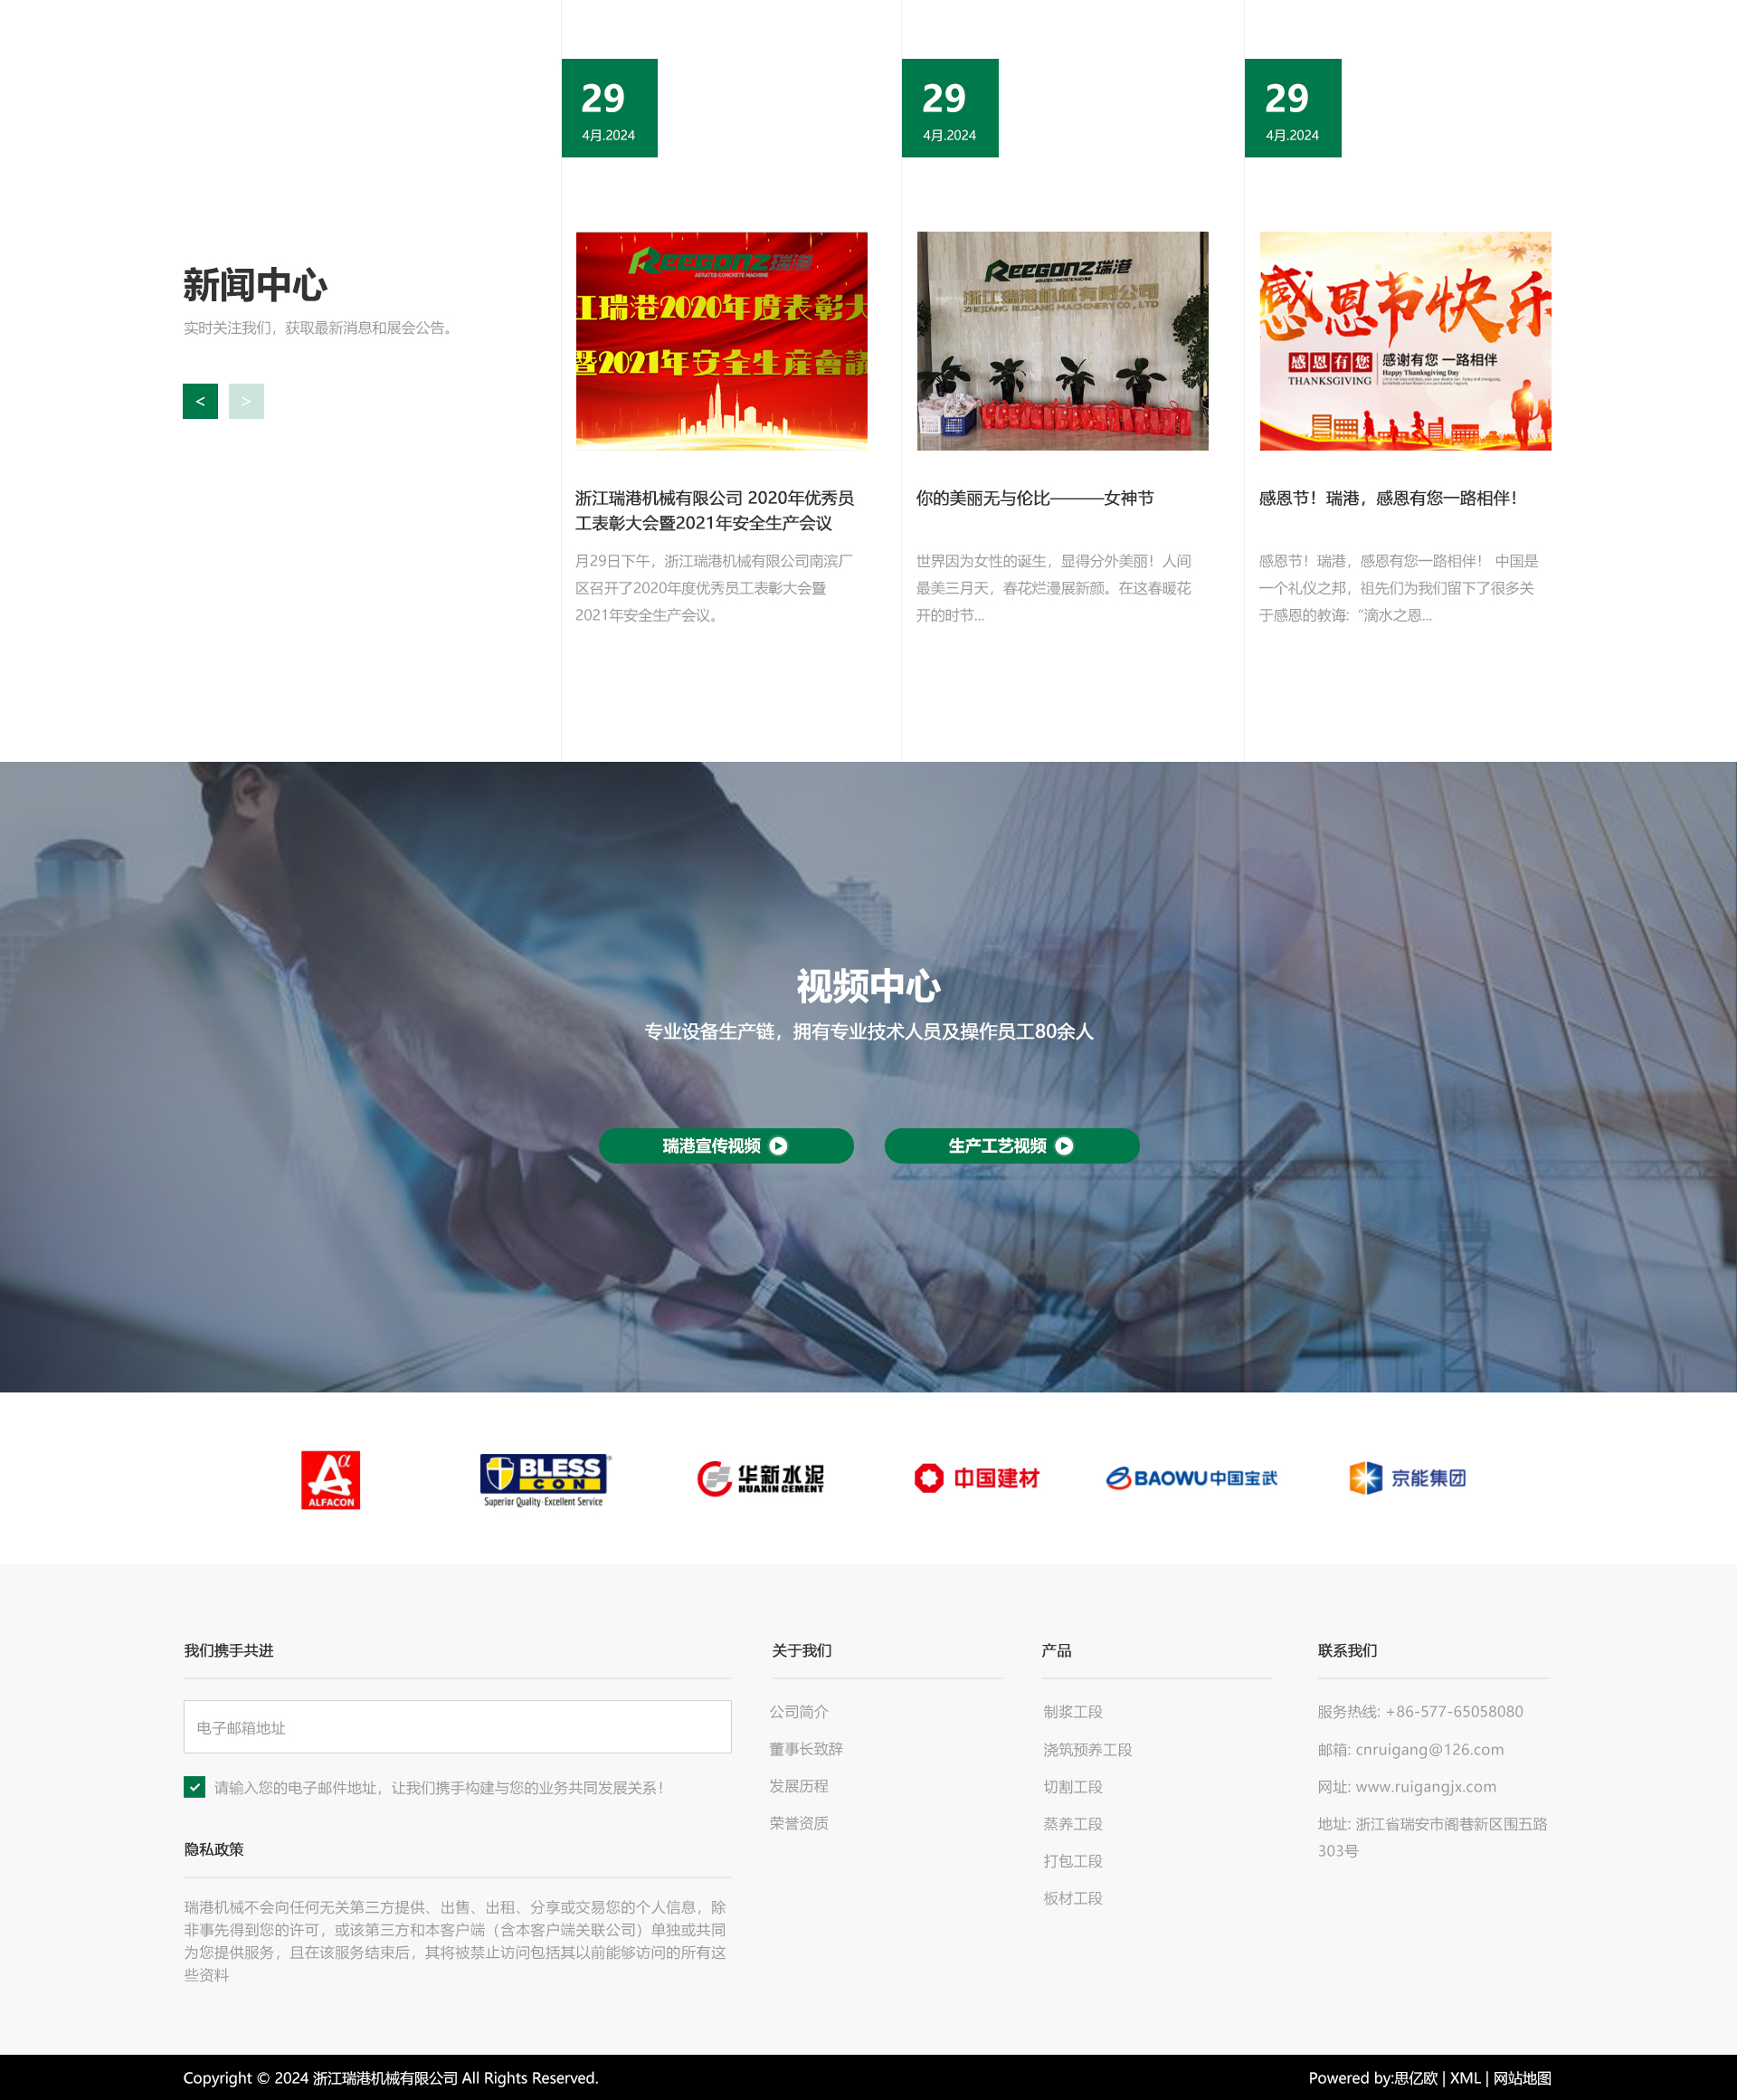 新闻中心
实时关注我们，获取最新消息和展会公告。
<
>
29
4月.2024
REEGONZ瑞港
AERATED CONCRETE MACHINE
江瑞港2020年度表彰大
暨2021年安全生産會議
浙江瑞港机械有限公司 2020年优秀员
工表彰大会暨2021年安全生产会议
月29日下午，浙江瑞港机械有限公司南滨厂
区召开了2020年度优秀员工表彰大会暨
2021年安全生产会议。
29
4月.2024
REEGONZ瑞港
AERATED CONCRETE MACHINE
浙江瑞港机械有限公司
ZHEJIANG RUIGANG MACHINERY CO., LTD
你的美丽无与伦比———女神节
世界因为女性的诞生，显得分外美丽！人间
最美三月天，春花烂漫展新颜。在这春暖花
开的时节...
29
4月.2024
感恩节快乐
感恩有您
THANKSGIVING
感谢有您 一路相伴
Happy Thanksgiving Day
感恩节！瑞港，感恩有您一路相伴！
感恩节！瑞港，感恩有您一路相伴！ 中国是
一个礼仪之邦，祖先们为我们留下了很多关
于感恩的教诲:“滴水之恩...
视频中心
专业设备生产链，拥有专业技术人员及操作员工80余人
瑞港宣传视频
生产工艺视频
Aα
ALFACON
BLESS
CON
Superior Quality·Excellent Service
华新水泥
HUAXIN CEMENT
中国建材
BAOWU中国宝武
京能集团
我们携手共进
电子邮箱地址
请输入您的电子邮件地址，让我们携手构建与您的业务共同发展关系！
隐私政策
瑞港机械不会向任何无关第三方提供、出售、出租、分享或交易您的个人信息，除
非事先得到您的许可，或该第三方和本客户端（含本客户端关联公司）单独或共同
为您提供服务，且在该服务结束后，其将被禁止访问包括其以前能够访问的所有这
些资料
关于我们
公司简介
董事长致辞
发展历程
荣誉资质
产品
制浆工段
浇筑预养工段
切割工段
蒸养工段
打包工段
板材工段
联系我们
服务热线: +86-577-65058080
邮箱: cnruigang@126.com
网址: www.ruigangjx.com
地址: 浙江省瑞安市阁巷新区围五路
303号
Copyright © 2024 浙江瑞港机械有限公司 All Rights Reserved.
Powered by:思亿欧 | XML | 网站地图